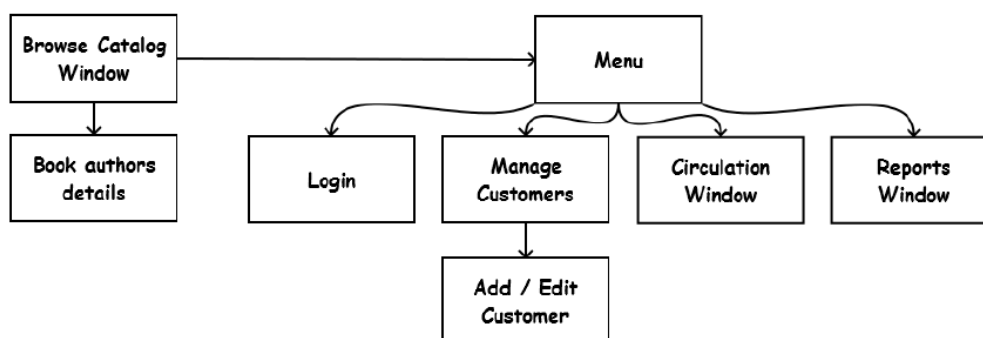 Browse Catalog
Window
Menu
Book authors
details
Login
Manage
Customers
Circulation
Window
Reports
Window
Add / Edit
Customer